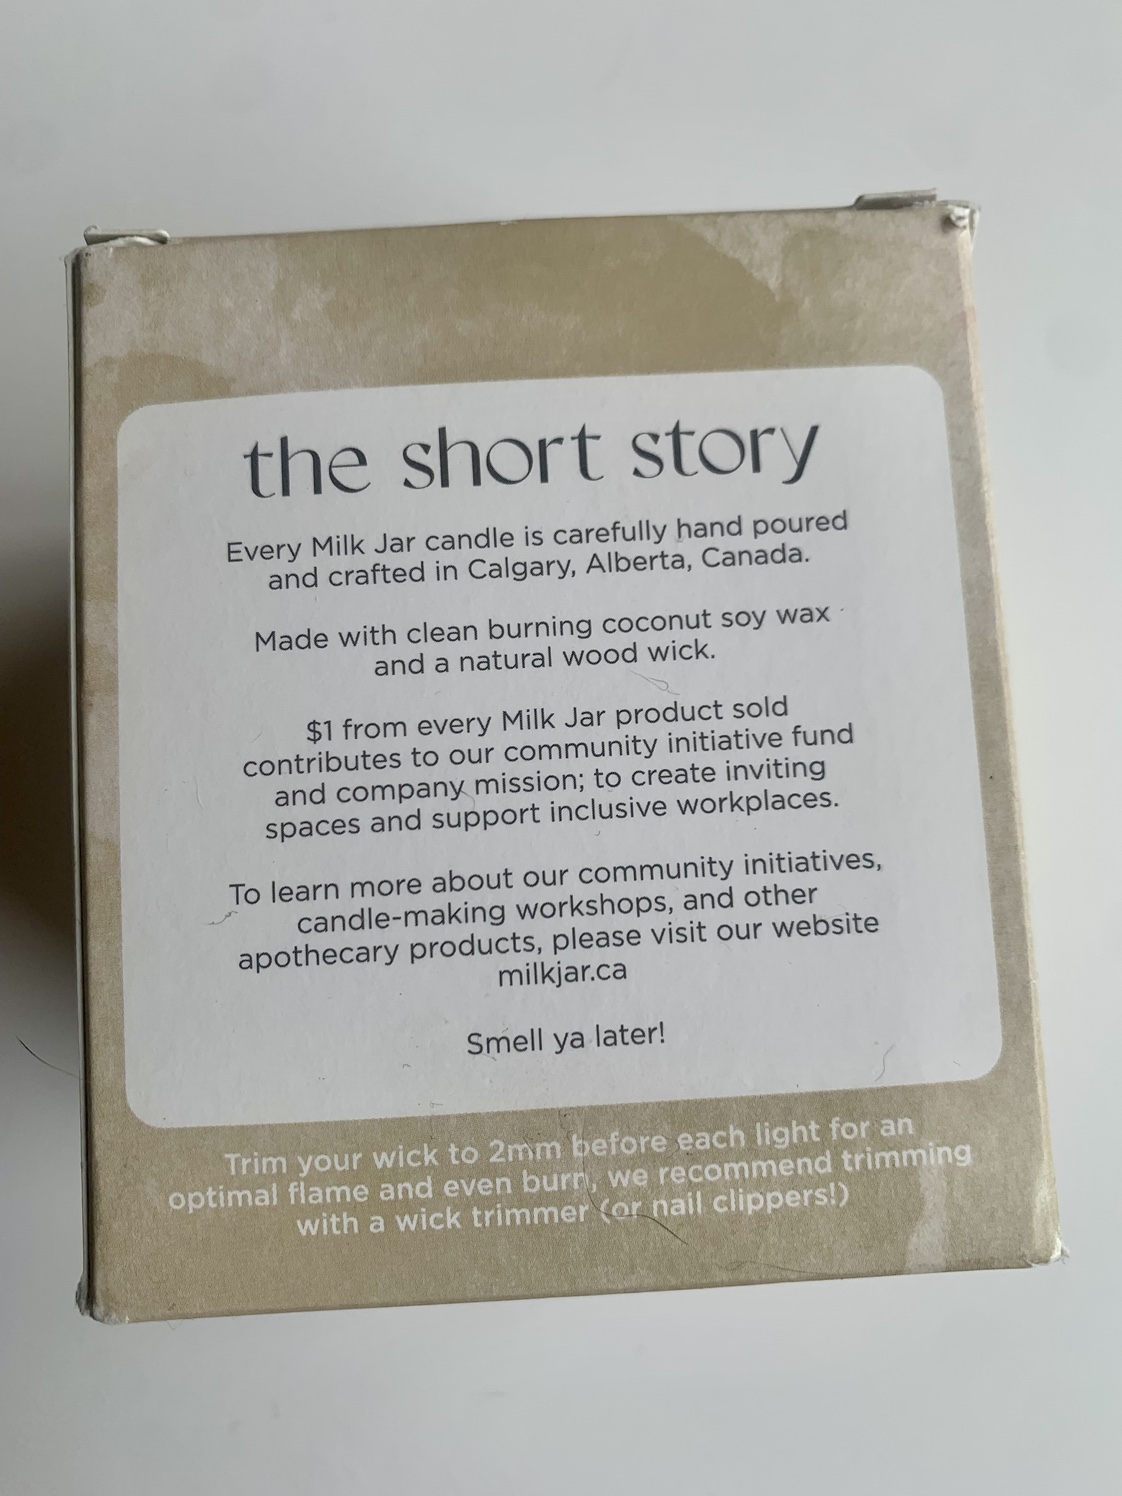 the short story
Every Milk Jar candle is carefully hand poured
and crafted in Calgary, Alberta, Canada.
Made with clean burning coconut soy wax
and a natural wood wick.
$1 from every Milk Jar product sold
contributes to our community initiative fund
and company mission; to create inviting
spaces and support inclusive workplaces.
To learn more about our community initiatives,
candle-making workshops, and other
apothecary products, please visit our website
milkjar.ca
Smell ya later!
Trim your wick to 2mm before each light for an
optimal flame and even burn, we recommend trimming
with a wick trimmer (or nail clippers!)